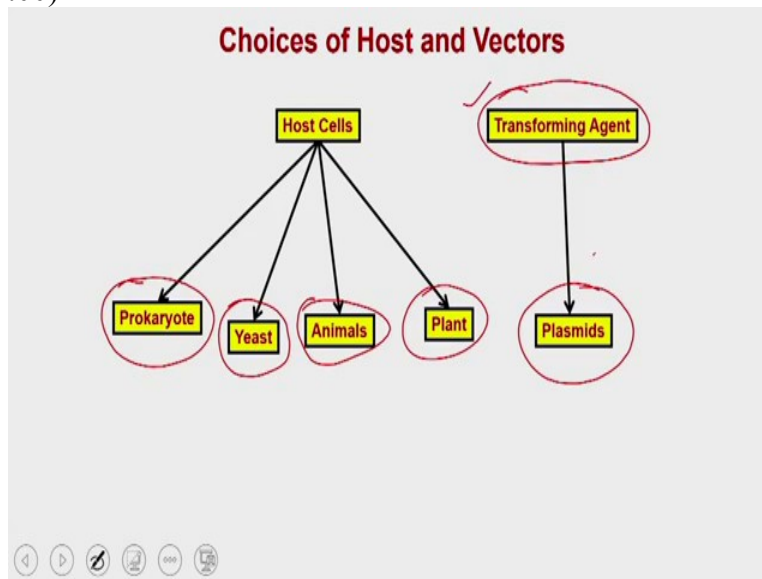 Choices of Host and Vectors
Host Cells
Transforming Agent
Prokaryote
Yeast
Animals
Plant
Plasmids